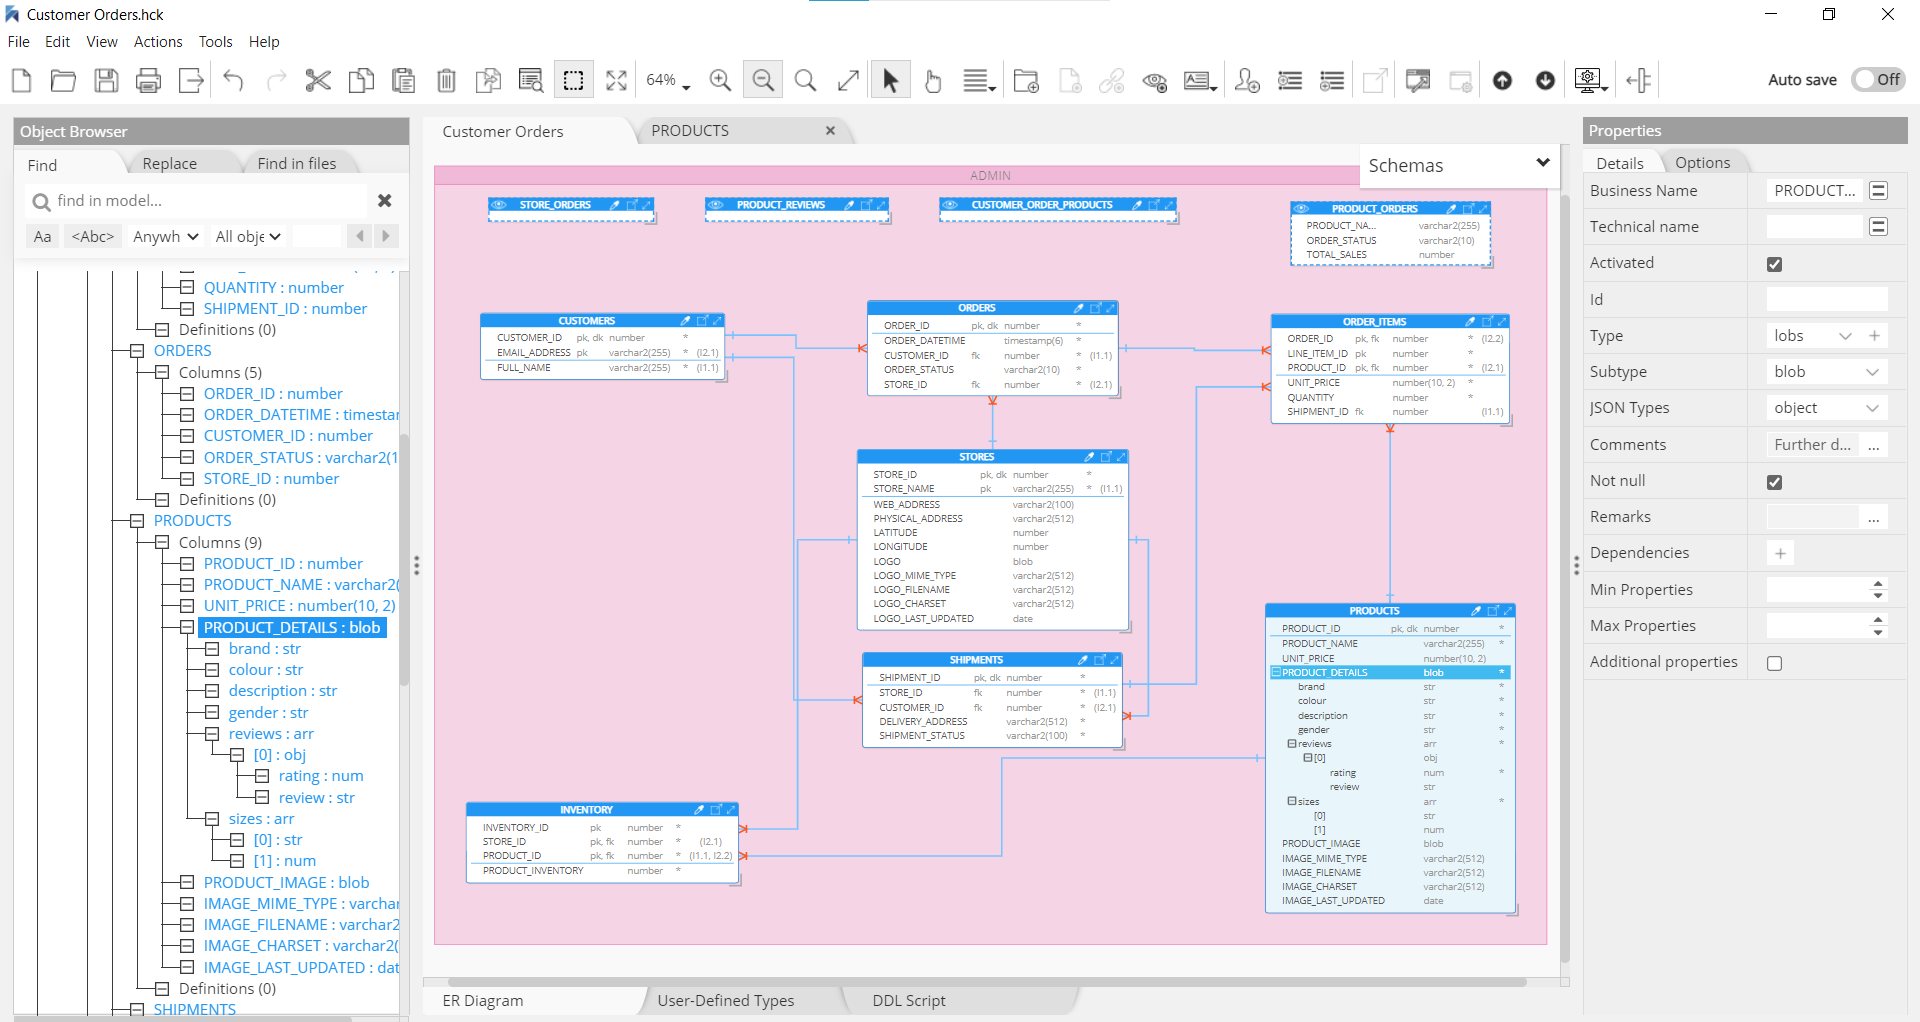 Customer Orders.hck
File Edit View Actions Tools Help
64%
Auto save Off
Object Browser
Find Replace Find in files
find in model...
Aa <Abc> Anywh All obje
QUANTITY : number
SHIPMENT_ID : number
Definitions (0)
ORDERS
Columns (5)
ORDER_ID : number
ORDER_DATETIME : timestar
CUSTOMER_ID : number
ORDER_STATUS : varchar2(1
STORE_ID : number
Definitions (0)
PRODUCTS
Columns (9)
PRODUCT_ID : number
PRODUCT_NAME : varchar2(
UNIT_PRICE : number(10, 2)
PRODUCT_DETAILS : blob
brand : str
colour : str
description : str
gender : str
reviews : arr
[0] : obj
rating : num
review : str
sizes : arr
[0] : str
[1] : num
PRODUCT_IMAGE : blob
IMAGE_MIME_TYPE : varchar
IMAGE_FILENAME : varchar2
IMAGE_CHARSET : varchar2(
IMAGE_LAST_UPDATED : dat
Definitions (0)
SHIPMENTS
Customer Orders PRODUCTS
Schemas
ADMIN
STORE_ORDERS
PRODUCT_REVIEWS
CUSTOMER_ORDER_PRODUCTS
PRODUCT_ORDERS
PRODUCT_NA... varchar2(255)
ORDER_STATUS varchar2(10)
TOTAL_SALES number
CUSTOMERS
CUSTOMER_ID pk, dk number *
EMAIL_ADDRESS pk varchar2(255) * (I2.1)
FULL_NAME varchar2(255) * (I1.1)
ORDERS
ORDER_ID pk, dk number *
ORDER_DATETIME timestamp(6) *
CUSTOMER_ID fk number * (I1.1)
ORDER_STATUS varchar2(10) *
STORE_ID fk number * (I2.1)
ORDER_ITEMS
ORDER_ID pk, fk number * (I2.2)
LINE_ITEM_ID pk number *
PRODUCT_ID pk, fk number * (I2.1)
UNIT_PRICE number(10, 2) *
QUANTITY number *
SHIPMENT_ID fk number (I1.1)
STORES
STORE_ID pk, dk number *
STORE_NAME pk varchar2(255) * (I1.1)
WEB_ADDRESS varchar2(100)
PHYSICAL_ADDRESS varchar2(512)
LATITUDE number
LONGITUDE number
LOGO blob
LOGO_MIME_TYPE varchar2(512)
LOGO_FILENAME varchar2(512)
LOGO_CHARSET varchar2(512)
LOGO_LAST_UPDATED date
SHIPMENTS
SHIPMENT_ID pk, dk number *
STORE_ID fk number * (I1.1)
CUSTOMER_ID fk number * (I2.1)
DELIVERY_ADDRESS varchar2(512) *
SHIPMENT_STATUS varchar2(100) *
INVENTORY
INVENTORY_ID pk number *
STORE_ID pk, fk number * (I2.1)
PRODUCT_ID pk, fk number * (I1.1, I2.2)
PRODUCT_INVENTORY number *
PRODUCTS
PRODUCT_ID pk, dk number *
PRODUCT_NAME varchar2(255) *
UNIT_PRICE number(10, 2)
PRODUCT_DETAILS blob *
brand str *
colour str *
description str *
gender str *
reviews arr *
[0] obj
rating num *
review str
sizes arr *
[0] str
[1] num
PRODUCT_IMAGE blob
IMAGE_MIME_TYPE varchar2(512)
IMAGE_FILENAME varchar2(512)
IMAGE_CHARSET varchar2(512)
IMAGE_LAST_UPDATED date
ER Diagram User-Defined Types DDL Script
Properties
Details Options
Business Name PRODUCT...
Technical name
Activated
Id
Type lobs
Subtype blob
JSON Types object
Comments Further d... ...
Not null
Remarks ...
Dependencies
Min Properties
Max Properties
Additional properties